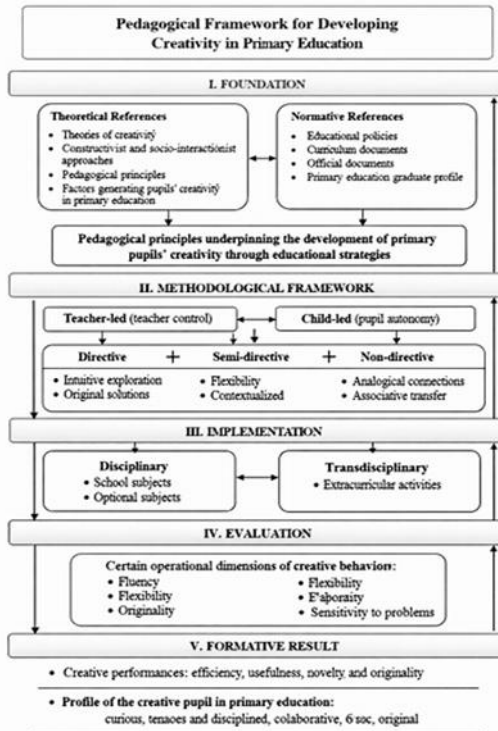 Pedagogical Framework for Developing
Creativity in Primary Education
I. FOUNDATION
Theoretical References
• Theories of creativity
• Constructivist and socio-interactionist
approaches
• Pedagogical principles
• Factors generating pupils' creativity
in primary education
Normative References
• Educational policies
• Curriculum documents
• Official documents
• Primary education graduate profile
Pedagogical principles underpinning the development of primary
pupils' creativity through educational strategies
II. METHODOLOGICAL FRAMEWORK
Teacher-led (teacher control)
Child-led (pupil autonomy)
Directive + Semi-directive + Non-directive
• Intuitive exploration
• Original solutions
• Flexibility
• Contextualized
• Analogical connections
• Associative transfer
III. IMPLEMENTATION
Disciplinary
• School subjects
• Optional subjects
Transdisciplinary
• Extracurricular activities
IV. EVALUATION
Certain operational dimensions of creative behavior:
• Fluency
• Flexibility
• Originality
• Flexibility
•
• Sensitivity to problems
V. FORMATIVE RESULT
• Creative performances: efficiency, usefulness, novelty and originality
• Profile of the creative pupil in primary education:
curious, tenaoes and disciplined, colaborative, 6 soc, original